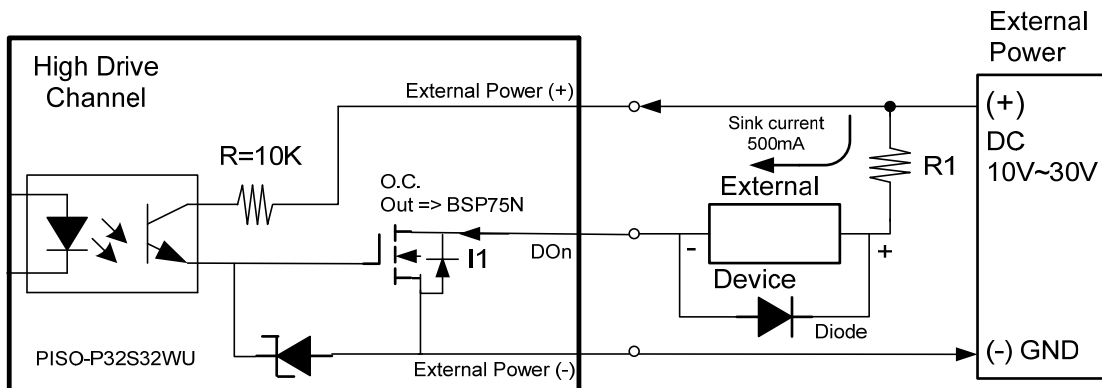 High Drive
Channel
External Power (+)
R=10K
O.C.
Out => BSP75N
I1
DOn
PISO-P32S32WU
External Power (-)
Sink current
500mA
R1
External
Device
-
+
Diode
External
Power
(+)
DC
10V~30V
(-) GND